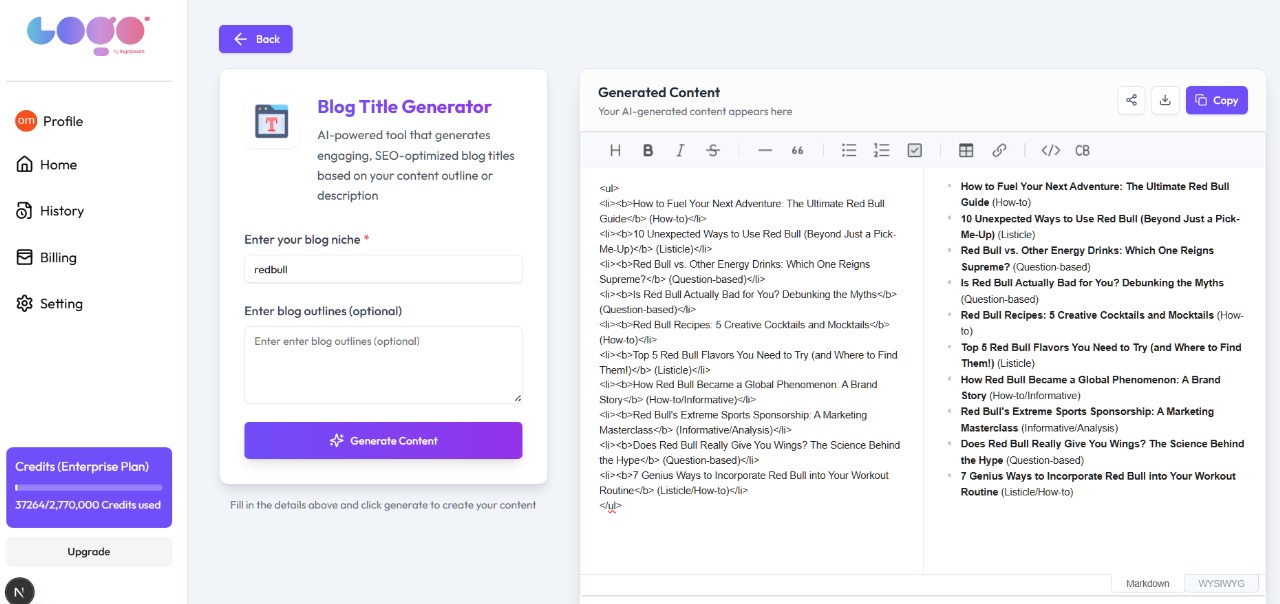 Logo
by logoipsum
om Profile
Home
History
Billing
Setting
Credits (Enterprise Plan)
37264/2,770,000 Credits used
Upgrade
N
Back
T
Blog Title Generator
AI-powered tool that generates
engaging, SEO-optimized blog titles
based on your content outline or
description
Enter your blog niche *
redbull
Enter blog outlines (optional)
Enter enter blog outlines (optional)
Generate Content
Fill in the details above and click generate to create your content
Generated Content
Your AI-generated content appears here
Copy
H B I S 66 </> CB
<ul>
<li><b>How to Fuel Your Next Adventure: The Ultimate Red Bull
Guide</b> (How-to)</li>
<li><b>10 Unexpected Ways to Use Red Bull (Beyond Just a Pick-
Me-Up)</b> (Listicle)</li>
<li><b>Red Bull vs. Other Energy Drinks: Which One Reigns
Supreme?</b> (Question-based)</li>
<li><b>Is Red Bull Actually Bad for You? Debunking the Myths</b>
(Question-based)</li>
<li><b>Red Bull Recipes: 5 Creative Cocktails and Mocktails</b>
(How-to)</li>
<li><b>Top 5 Red Bull Flavors You Need to Try (and Where to Find
Them!)</b> (Listicle)</li>
<li><b>How Red Bull Became a Global Phenomenon: A Brand
Story</b> (How-to/Informative)</li>
<li><b>Red Bull's Extreme Sports Sponsorship: A Marketing
Masterclass</b> (Informative/Analysis)</li>
<li><b>Does Red Bull Really Give You Wings? The Science Behind
the Hype</b> (Question-based)</li>
<li><b>7 Genius Ways to Incorporate Red Bull into Your Workout
Routine</b> (Listicle/How-to)</li>
</ul>
How to Fuel Your Next Adventure: The Ultimate Red Bull
Guide (How-to)
10 Unexpected Ways to Use Red Bull (Beyond Just a Pick-
Me-Up) (Listicle)
Red Bull vs. Other Energy Drinks: Which One Reigns
Supreme? (Question-based)
Is Red Bull Actually Bad for You? Debunking the Myths
(Question-based)
Red Bull Recipes: 5 Creative Cocktails and Mocktails (How-
to)
Top 5 Red Bull Flavors You Need to Try (and Where to Find
Them!) (Listicle)
How Red Bull Became a Global Phenomenon: A Brand
Story (How-to/Informative)
Red Bull's Extreme Sports Sponsorship: A Marketing
Masterclass (Informative/Analysis)
Does Red Bull Really Give You Wings? The Science Behind
the Hype (Question-based)
7 Genius Ways to Incorporate Red Bull into Your Workout
Routine (Listicle/How-to)
Markdown
WYSIWYG